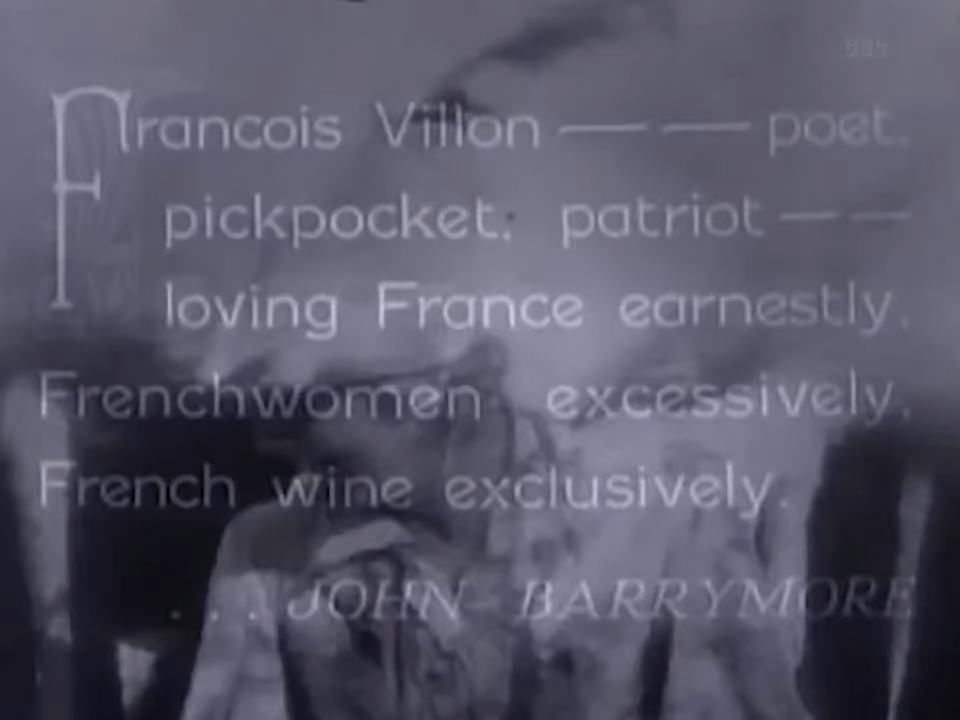 Francois Villon — — poet,
pickpocket, patriot — —
loving France earnestly,
Frenchwomen excessively,
French wine exclusively.
. . . JOHN BARRYMORE